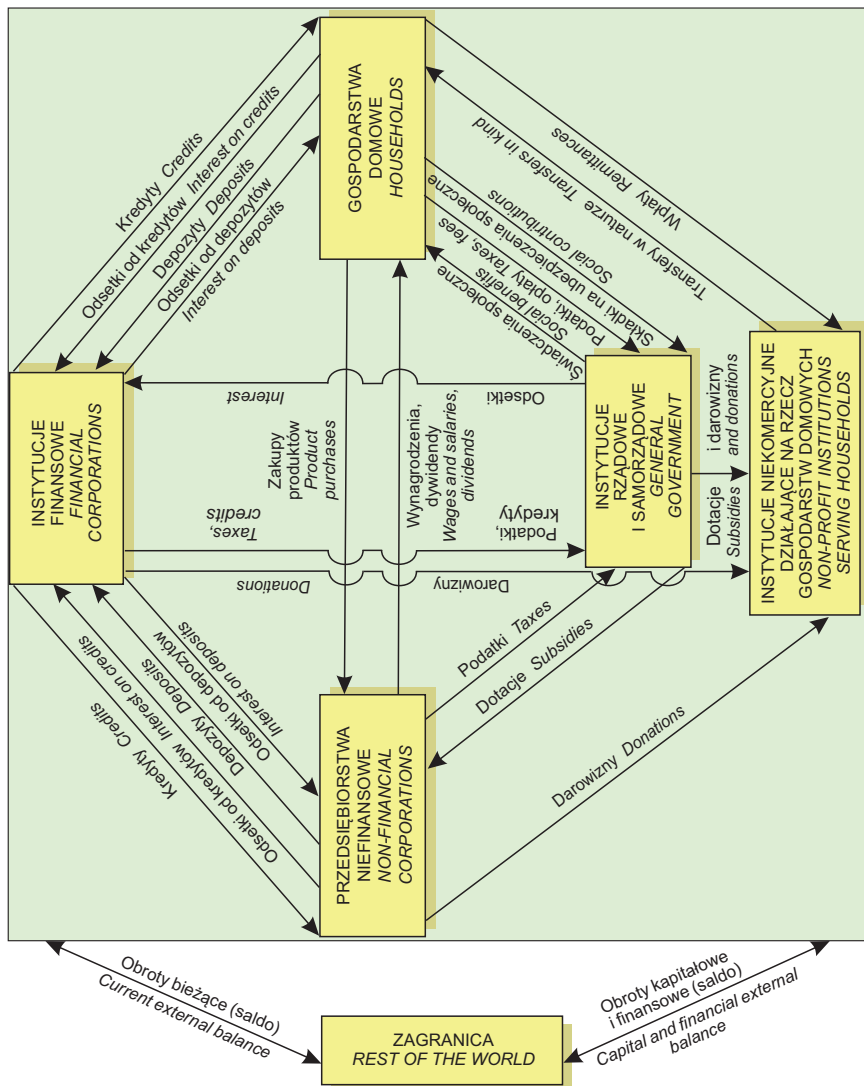 GOSPODARSTWA
DOMOWE
HOUSEHOLDS
Kredyty Credits
Odsetki od kredytów Interest on credits
Depozyty Deposits
Odsetki od depozytów
Interest on deposits
Wpłaty Remittances
Transfery w naturze Transfers in kind
Składki na ubezpieczenia społeczne
Social contributions
Podatki, opłaty Taxes, fees
Świadczenia społeczne
Social benefits
INSTYTUCJE
FINANSOWE
FINANCIAL
CORPORATIONS
Odsetki
Interest
Zakupy
produktów
Product
purchases
Wynagrodzenia,
dywidendy
Wages and salaries,
dividends
Podatki,
kredyty
Taxes,
credits
Darowizny
Donations
INSTYTUCJE
RZĄDOWE
I SAMORZĄDOWE
GENERAL
GOVERNMENT
Dotacje
i darowizny
Subsidies
and donations
INSTYTUCJE NIEKOMERCYJNE
DZIAŁAJĄCE NA RZECZ
GOSPODARSTW DOMOWYCH
NON-PROFIT INSTITUTIONS
SERVING HOUSEHOLDS
Kredyty Credits
Odsetki od kredytów Interest on credits
Depozyty Deposits
Odsetki od depozytów
Interest on deposits
PRZEDSIĘBIORSTWA
NIEFINANSOWE
NON-FINANCIAL
CORPORATIONS
Podatki Taxes
Dotacje Subsidies
Darowizny Donations
Obroty bieżące (saldo)
Current external balance
Obroty kapitałowe
i finansowe (saldo)
Capital and financial external
balance
ZAGRANICA
REST OF THE WORLD